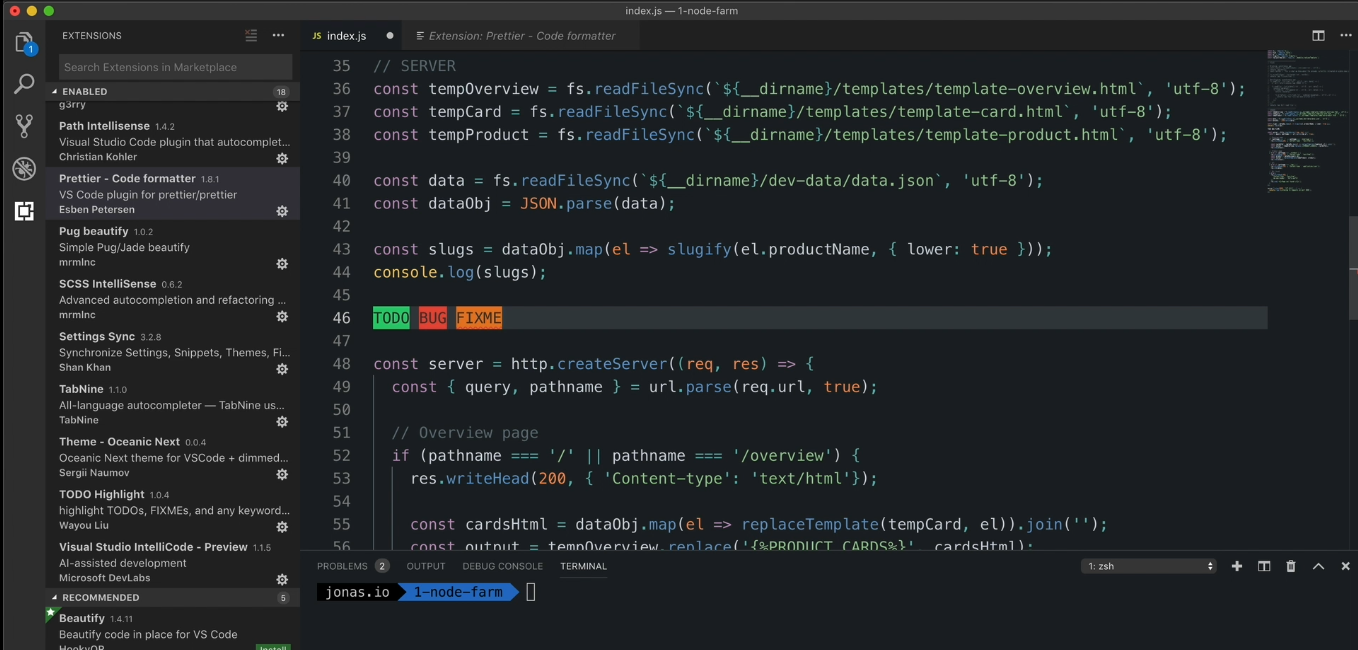 index.js — 1-node-farm
EXTENSIONS
Search Extensions in Marketplace
ENABLED 18
g3rry
Path Intellisense 1.4.2
Visual Studio Code plugin that autocomplet...
Christian Kohler
Prettier - Code formatter 1.8.1
VS Code plugin for prettier/prettier
Esben Petersen
Pug beautify 1.0.2
Simple Pug/Jade beautify
mrmlnc
SCSS IntelliSense 0.6.2
Advanced autocompletion and refactoring ...
mrmlnc
Settings Sync 3.2.8
Synchronize Settings, Snippets, Themes, Fi...
Shan Khan
TabNine 1.1.0
All-language autocompleter — TabNine us...
TabNine
Theme - Oceanic Next 0.0.4
Oceanic Next theme for VSCode + dimmed...
Sergii Naumov
TODO Highlight 1.0.4
highlight TODOs, FIXMEs, and any keyword...
Wayou Liu
Visual Studio IntelliCode - Preview 1.1.5
AI-assisted development
Microsoft DevLabs
RECOMMENDED 5
Beautify 1.4.11
Beautify code in place for VS Code
HookyQR
Install
1
JS index.js
Extension: Prettier - Code formatter
35 // SERVER
36 const tempOverview = fs.readFileSync(`${__dirname}/templates/template-overview.html`, 'utf-8');
37 const tempCard = fs.readFileSync(`${__dirname}/templates/template-card.html`, 'utf-8');
38 const tempProduct = fs.readFileSync(`${__dirname}/templates/template-product.html`, 'utf-8');
39
40 const data = fs.readFileSync(`${__dirname}/dev-data/data.json`, 'utf-8');
41 const dataObj = JSON.parse(data);
42
43 const slugs = dataObj.map(el => slugify(el.productName, { lower: true }));
44 console.log(slugs);
45
46 TODO BUG FIXME
47
48 const server = http.createServer((req, res) => {
49 const { query, pathname } = url.parse(req.url, true);
50
51 // Overview page
52 if (pathname === '/' || pathname === '/overview') {
53 res.writeHead(200, { 'Content-type': 'text/html'});
54
55 const cardsHtml = dataObj.map(el => replaceTemplate(tempCard, el)).join('');
56 const output = tempOverview.replace('{%PRODUCT_CARDS%}', cardsHtml);
PROBLEMS 2 OUTPUT DEBUG CONSOLE TERMINAL 1: zsh
jonas.io 1-node-farm